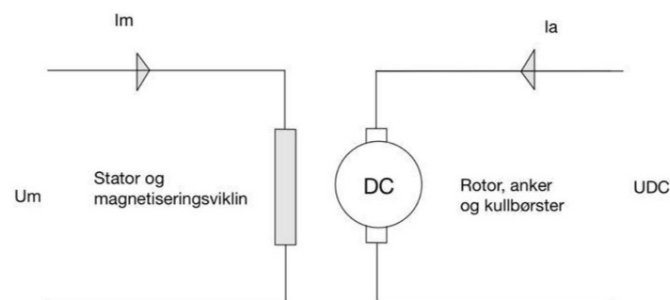 Im
Ia
Um
Stator og
magnetiseringsviklin
DC
Rotor, anker
og kullbørster
UDC